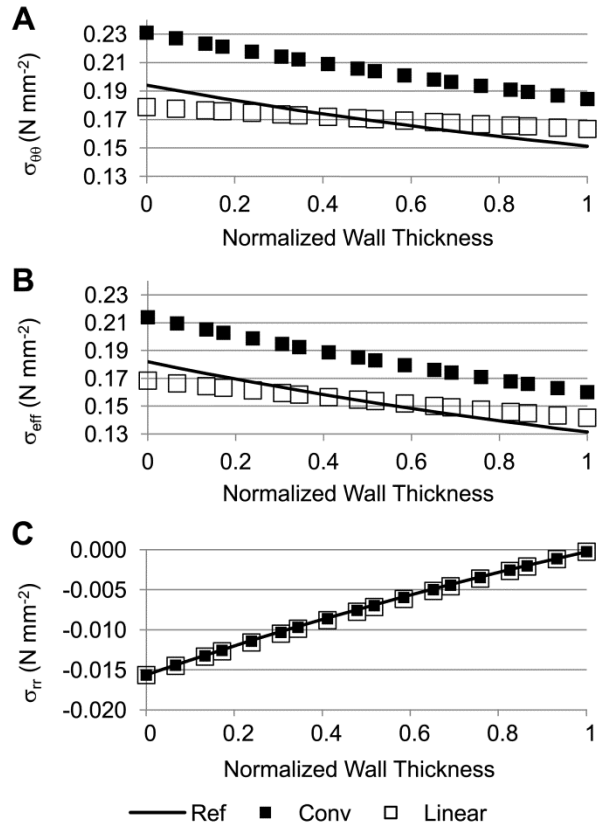 A
0.23
0.21
0.19
0.17
0.15
0.13
σθθ (N mm-2)
0 0.2 0.4 0.6 0.8 1
Normalized Wall Thickness
B
0.23
0.21
0.19
0.17
0.15
0.13
σeff (N mm-2)
0 0.2 0.4 0.6 0.8 1
Normalized Wall Thickness
C
0.000
-0.005
-0.010
-0.015
-0.020
σrr (N mm-2)
0 0.2 0.4 0.6 0.8 1
Normalized Wall Thickness
Ref Conv Linear